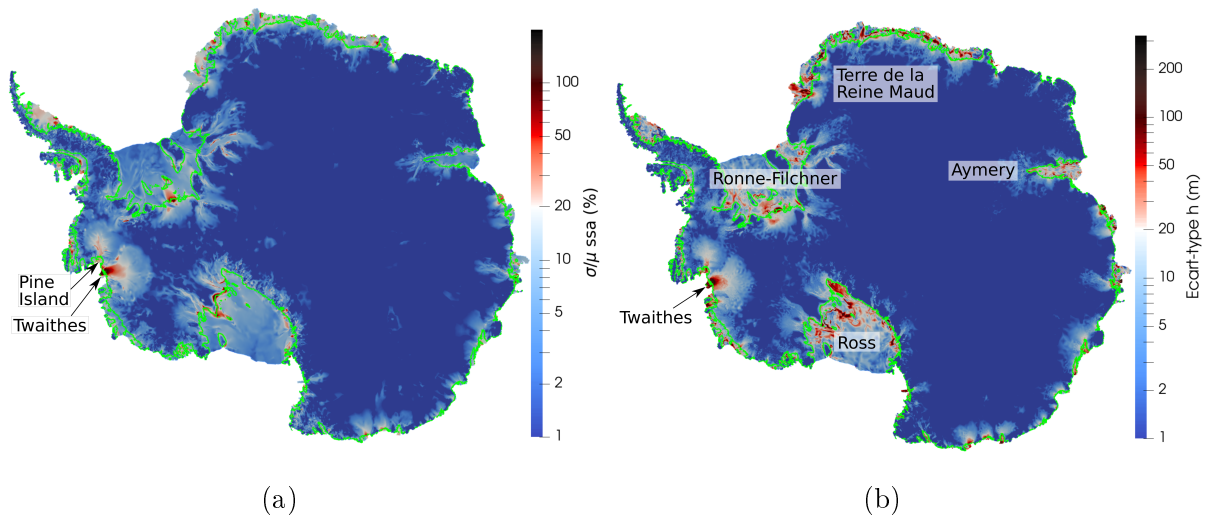 100
50
20
10
5
2
1
σ/μ ssa (%)
Pine
Island
Twaithes
(a)
Terre de la
Reine Maud
Ronne-Filchner
Aymery
Twaithes
Ross
200
100
50
20
10
5
2
1
Ecart-type h (m)
(b)